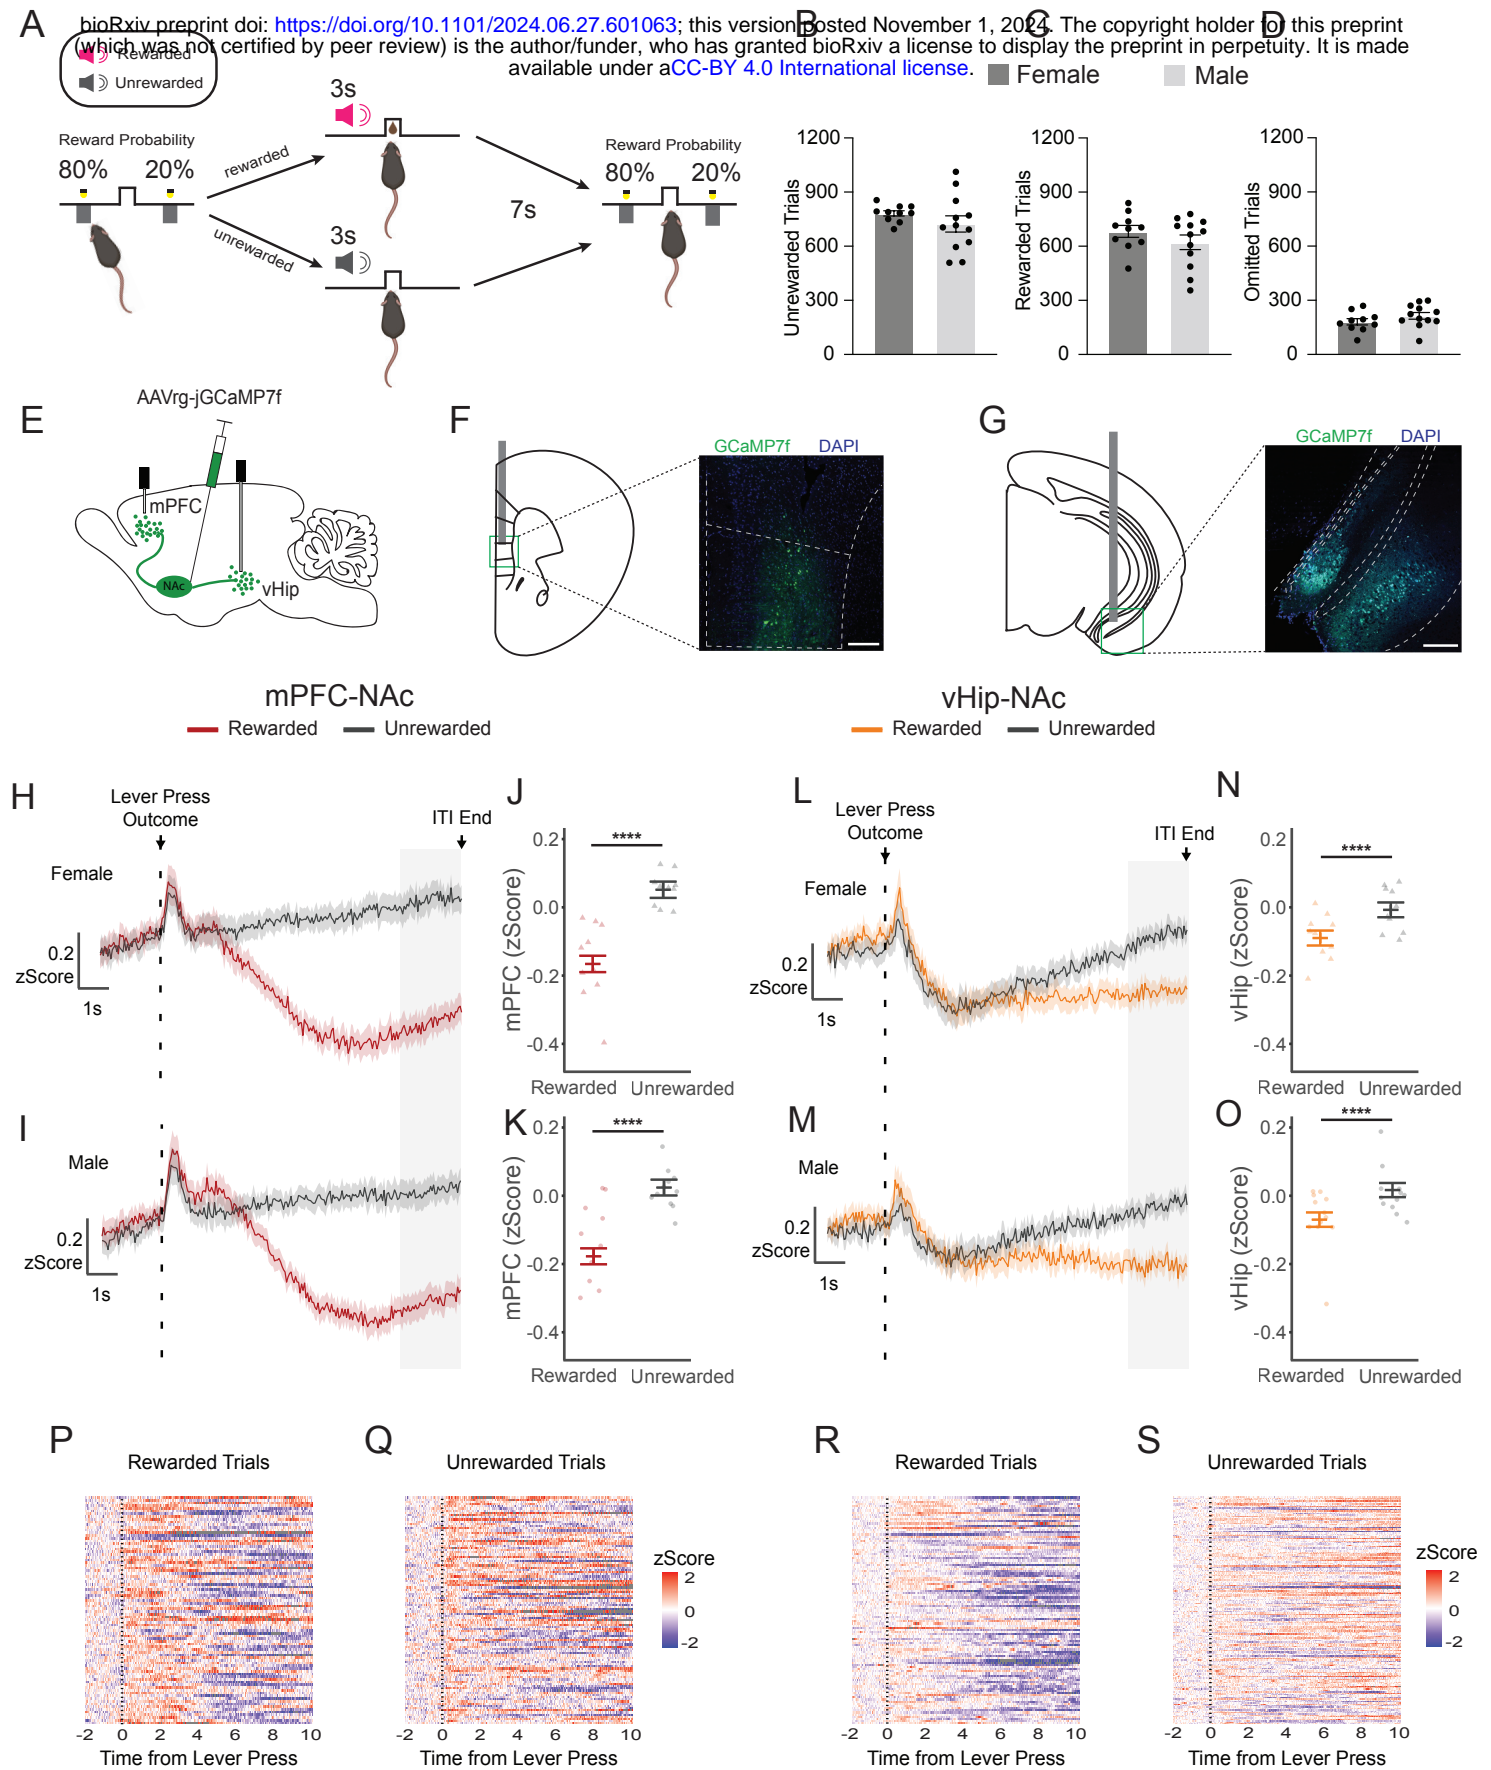 bioRxiv preprint doi: https://doi.org/10.1101/2024.06.27.601063; this version posted November 1, 2024. The copyright holder for this preprint
(which was not certified by peer review) is the author/funder, who has granted bioRxiv a license to display the preprint in perpetuity. It is made
available under aCC-BY 4.0 International license.
A
Rewarded
Unrewarded
Reward Probability
80% 20%
rewarded
unrewarded
3s
3s
7s
Reward Probability
80% 20%
B
C
D
Female Male
Unrewarded Trials
1200
900
600
300
0
Rewarded Trials
1200
900
600
300
0
Omitted Trials
1200
900
600
300
0
E
AAVrg-jGCaMP7f
mPFC
NAc
vHip
F
GCaMP7f DAPI
G
GCaMP7f DAPI
mPFC-NAc
Rewarded Unrewarded
vHip-NAc
Rewarded Unrewarded
H
Lever Press
Outcome
ITI End
Female
0.2
zScore
1s
J
mPFC (zScore)
0.2
0.0
-0.2
-0.4
****
Rewarded Unrewarded
L
Lever Press
Outcome
ITI End
Female
0.2
zScore
1s
N
vHip (zScore)
0.2
0.0
-0.2
-0.4
****
Rewarded Unrewarded
I
Male
0.2
zScore
1s
K
mPFC (zScore)
0.2
0.0
-0.2
-0.4
****
Rewarded Unrewarded
M
Male
0.2
zScore
1s
O
vHip (zScore)
0.2
0.0
-0.2
-0.4
****
Rewarded Unrewarded
P
Rewarded Trials
-2 0 2 4 6 8 10
Time from Lever Press
Q
Unrewarded Trials
-2 0 2 4 6 8 10
Time from Lever Press
zScore
2
0
-2
R
Rewarded Trials
-2 0 2 4 6 8 10
Time from Lever Press
S
Unrewarded Trials
-2 0 2 4 6 8 10
Time from Lever Press
zScore
2
0
-2